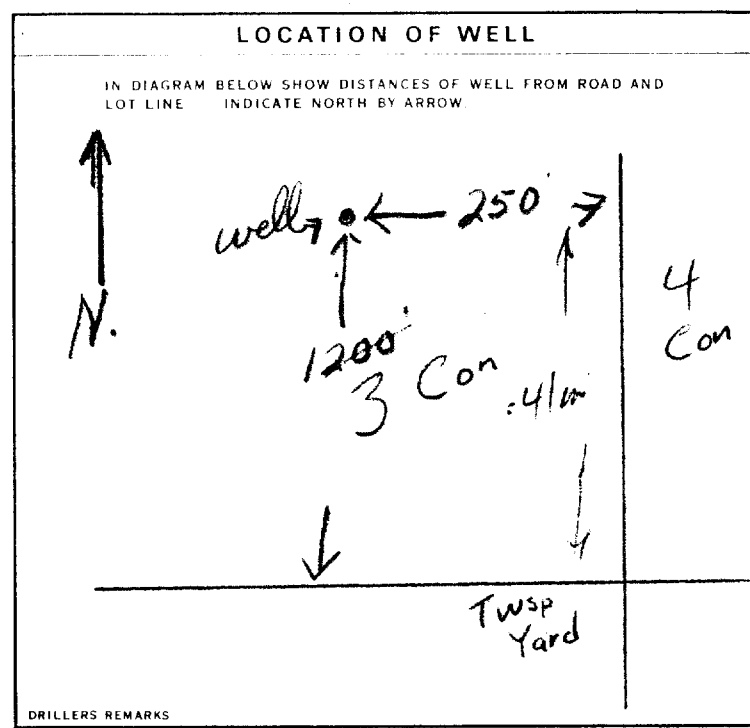 LOCATION OF WELL
IN DIAGRAM BELOW SHOW DISTANCES OF WELL FROM ROAD AND
LOT LINE INDICATE NORTH BY ARROW.
well
250'
N.
1200'
3 Con
4
Con
Twsp
Yard
DRILLERS REMARKS